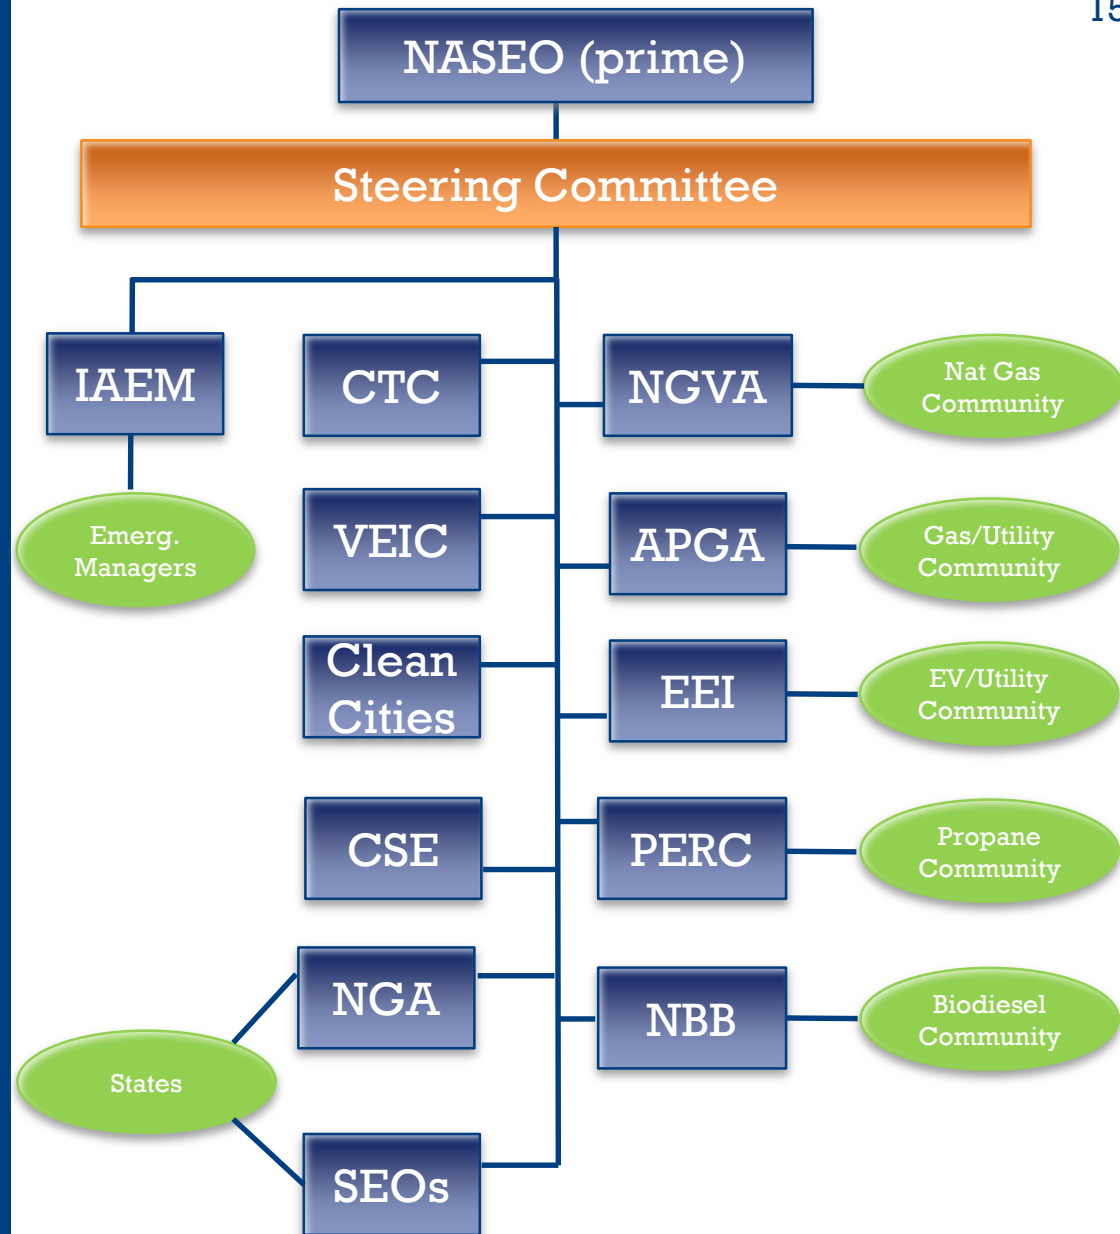 15
NASEO (prime)
Steering Committee
IAEM
CTC
NGVA
Nat Gas
Community
Emerg.
Managers
VEIC
APGA
Gas/Utility
Community
Clean
Cities
EEI
EV/Utility
Community
CSE
PERC
Propane
Community
NGA
NBB
Biodiesel
Community
States
SEOs